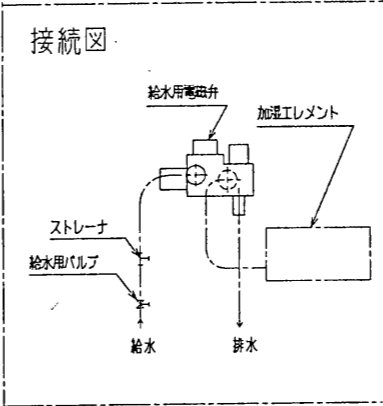 接続図
給水用電磁弁
加湿エレメント
ストレーナ
給水用バルブ
給水
排水